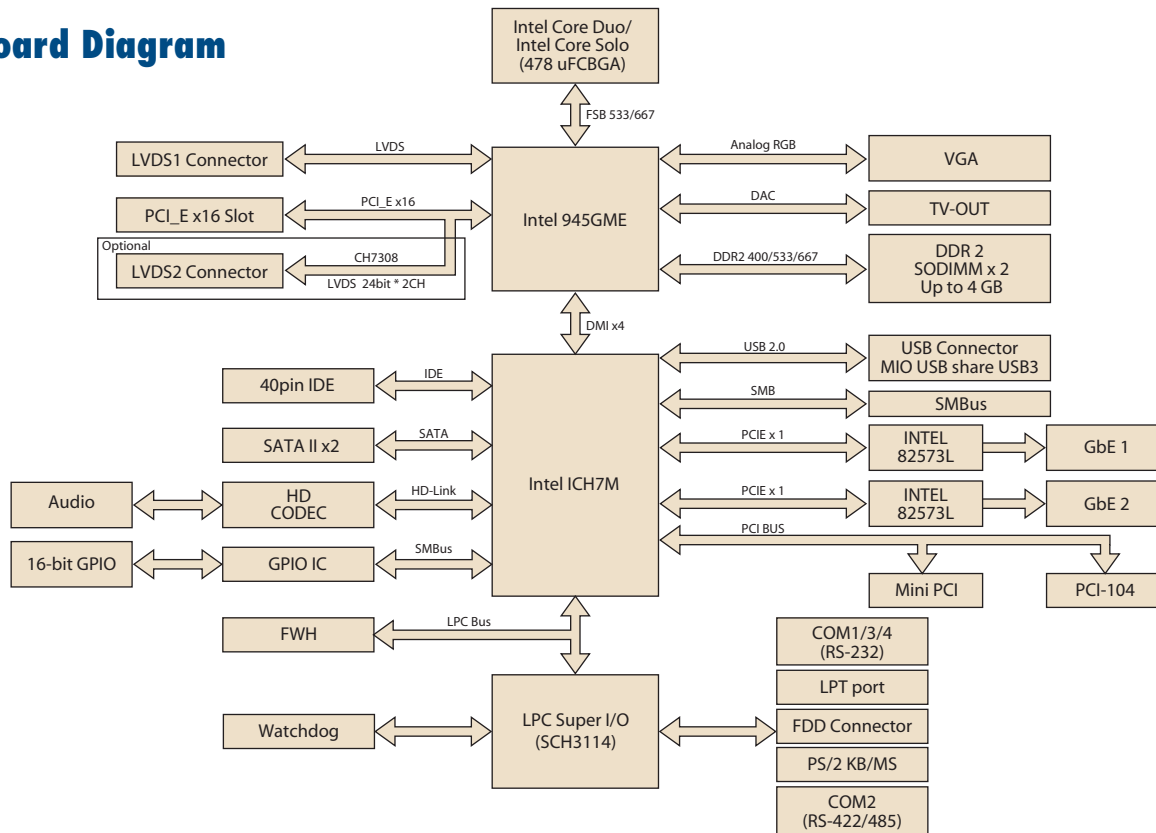 oard Diagram
Intel Core Duo/
Intel Core Solo
(478 uFCBGA)
FSB 533/667
LVDS1 Connector
LVDS
Intel 945GME
Analog RGB
VGA
PCI_E x16 Slot
PCI_E x16
DAC
TV-OUT
Optional
LVDS2 Connector
CH7308
LVDS 24bit * 2CH
DDR2 400/533/667
DDR 2
SODIMM x 2
Up to 4 GB
DMI x4
40pin IDE
IDE
Intel ICH7M
USB 2.0
USB Connector
MIO USB share USB3
SMB
SMBus
SATA II x2
SATA
PCIE x 1
INTEL
82573L
GbE 1
Audio
HD
CODEC
HD-Link
PCIE x 1
INTEL
82573L
GbE 2
16-bit GPIO
GPIO IC
SMBus
PCI BUS
Mini PCI
PCI-104
FWH
LPC Bus
COM1/3/4
(RS-232)
LPT port
Watchdog
LPC Super I/O
(SCH3114)
FDD Connector
PS/2 KB/MS
COM2
(RS-422/485)